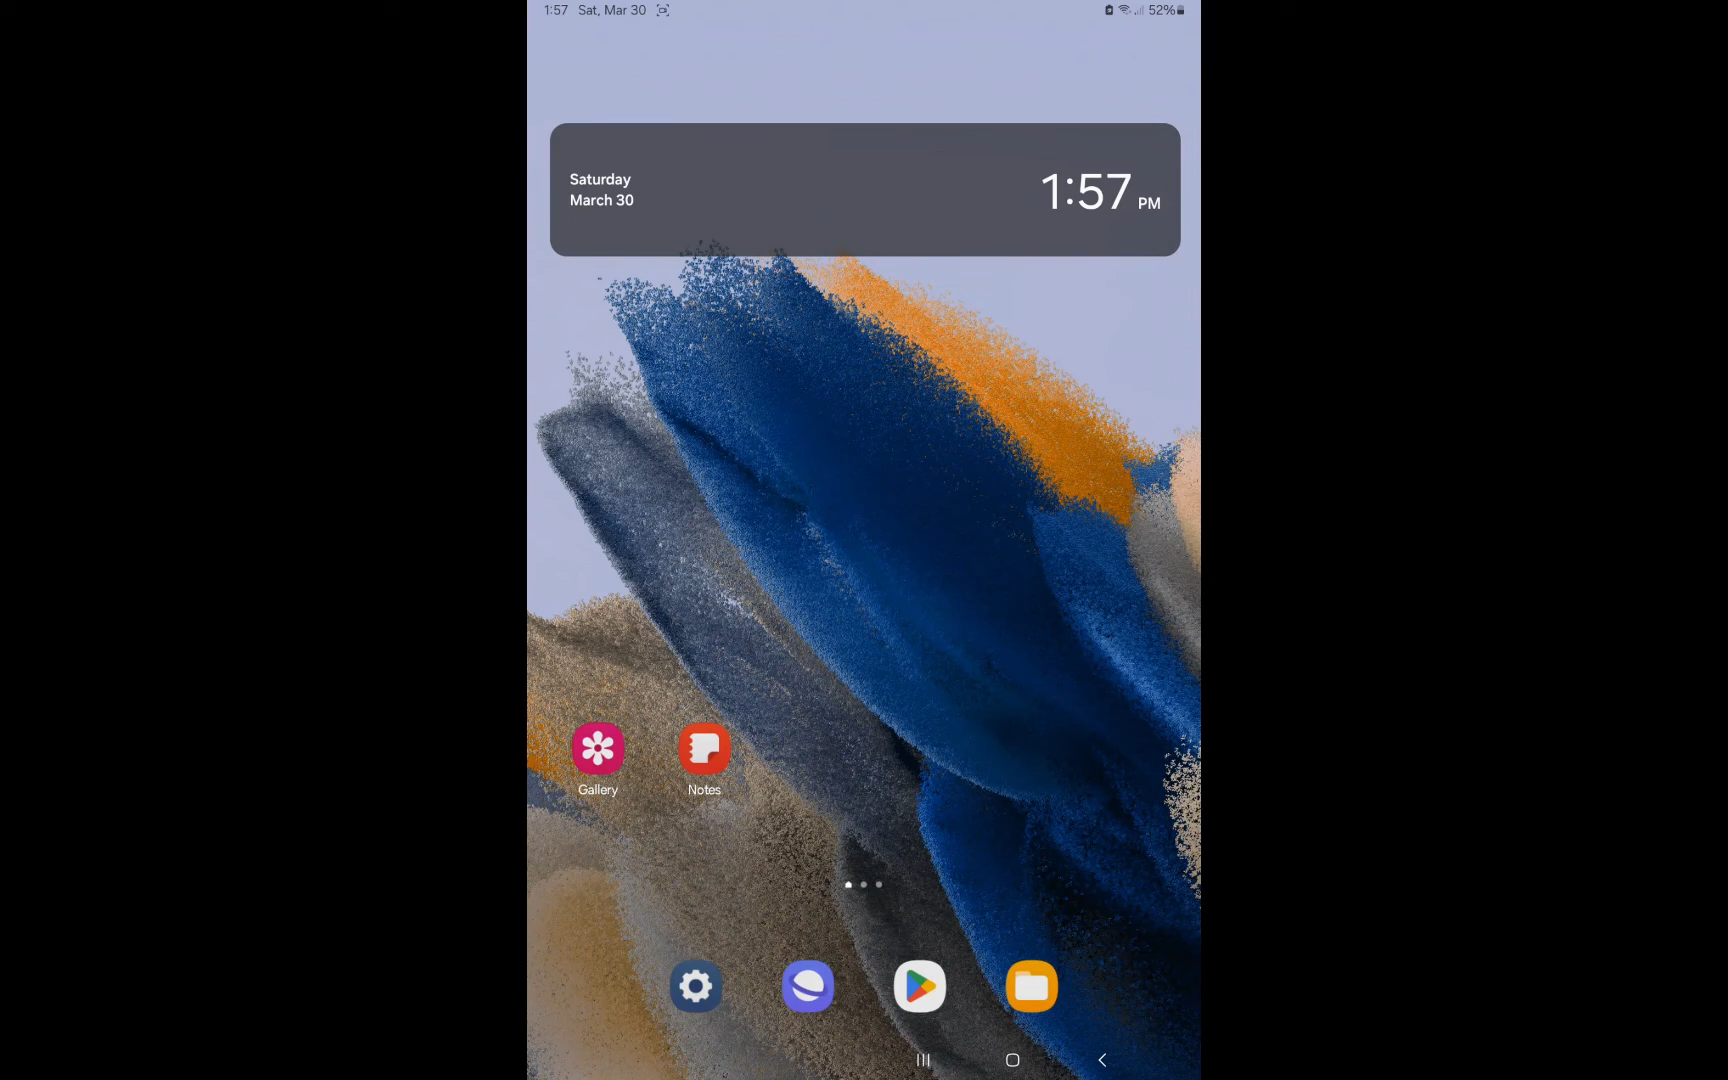 1:57 Sat, Mar 30
52%
Saturday
March 30
1:57 PM
Gallery
Notes